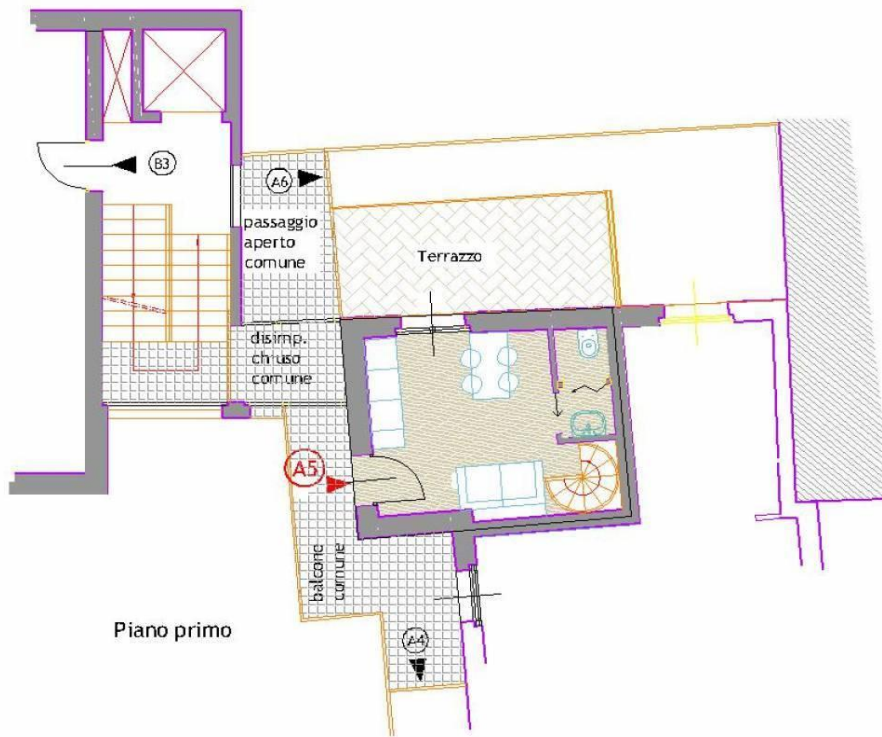 B3
A6
passaggio
aperto
comune
Terrazzo
disimp.
chiuso
comune
A5
balcone
comune
Piano primo
A4